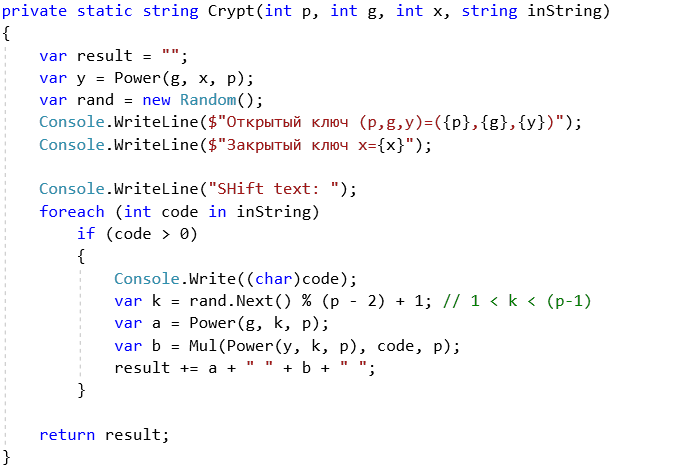 private static string Crypt(int p, int g, int x, string inString)
{
    var result = "";
    var y = Power(g, x, p);
    var rand = new Random();
    Console.WriteLine($"Открытый ключ (p,g,y)=({p},{g},{y})");
    Console.WriteLine($"Закрытый ключ x={x}");

    Console.WriteLine("SHift text: ");
    foreach (int code in inString)
        if (code > 0)
        {
            Console.Write((char)code);
            var k = rand.Next() % (p - 2) + 1; // 1 < k < (p-1)
            var a = Power(g, k, p);
            var b = Mul(Power(y, k, p), code, p);
            result += a + " " + b + " ";
        }

    return result;
}